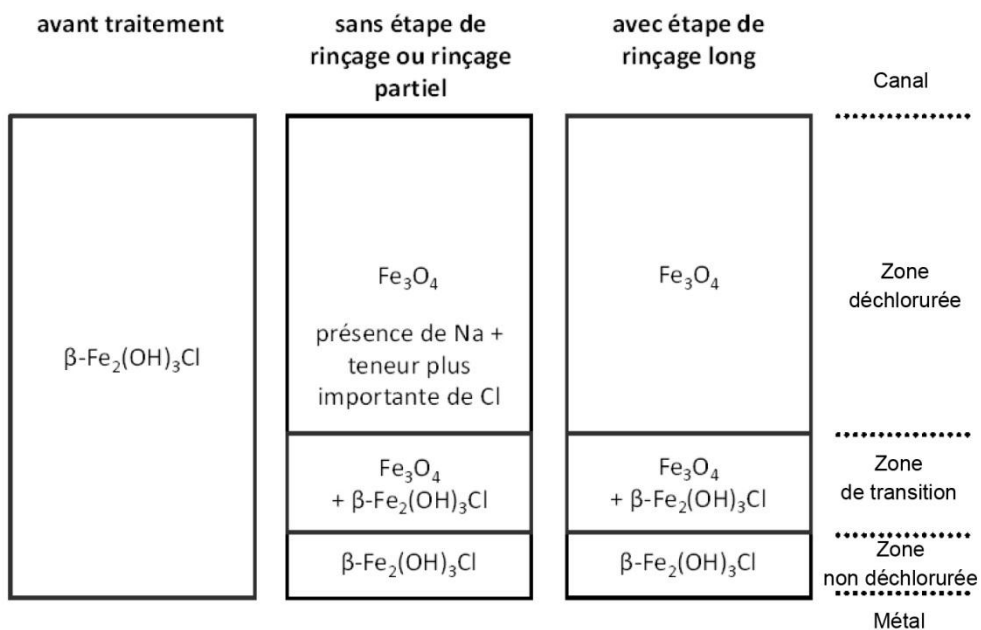 avant traitement
sans étape de
rinçage ou rinçage
partiel
avec étape de
rinçage long
Canal
β-Fe₂(OH)₃Cl
Fe₃O₄
présence de Na +
teneur plus
importante de Cl
Fe₃O₄
Zone
déchlorurée
Fe₃O₄
+ β-Fe₂(OH)₃Cl
Fe₃O₄
+ β-Fe₂(OH)₃Cl
Zone
de transition
β-Fe₂(OH)₃Cl
β-Fe₂(OH)₃Cl
Zone
non déchlorurée
Métal